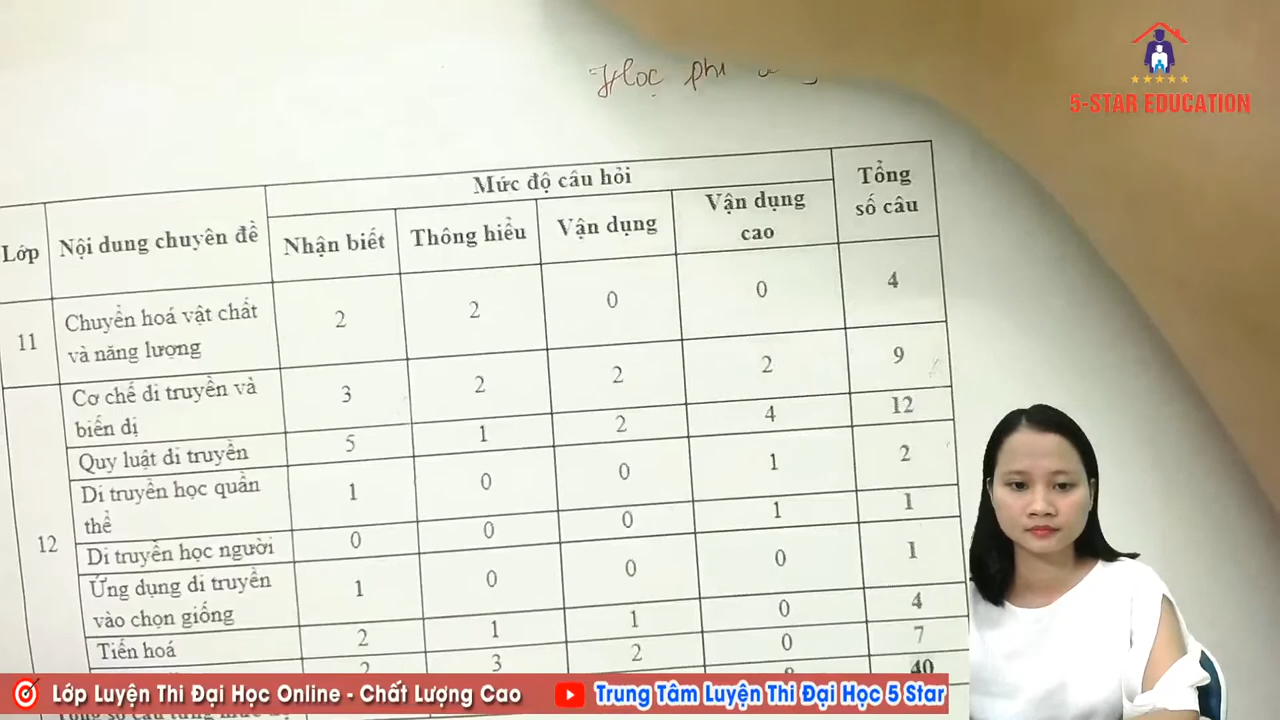 Học phí
5-STAR EDUCATION
Lớp
Nội dung chuyên đề
Mức độ câu hỏi
Tổng
số câu
Nhận biết
Thông hiểu
Vận dụng
Vận dụng
cao
11
Chuyển hoá vật chất
và năng lượng
2
2
0
0
4
12
Cơ chế di truyền và
biến dị
3
2
2
2
9
Quy luật di truyền
5
1
2
4
12
Di truyền học quần
thể
1
0
0
1
2
Di truyền học người
0
0
0
1
1
Ứng dụng di truyền
vào chọn giống
1
0
0
0
1
Tiến hoá
2
1
1
0
4
2
3
2
0
7
40
Lớp Luyện Thi Đại Học Online - Chất Lượng Cao
Trung Tâm Luyện Thi Đại Học 5 Star